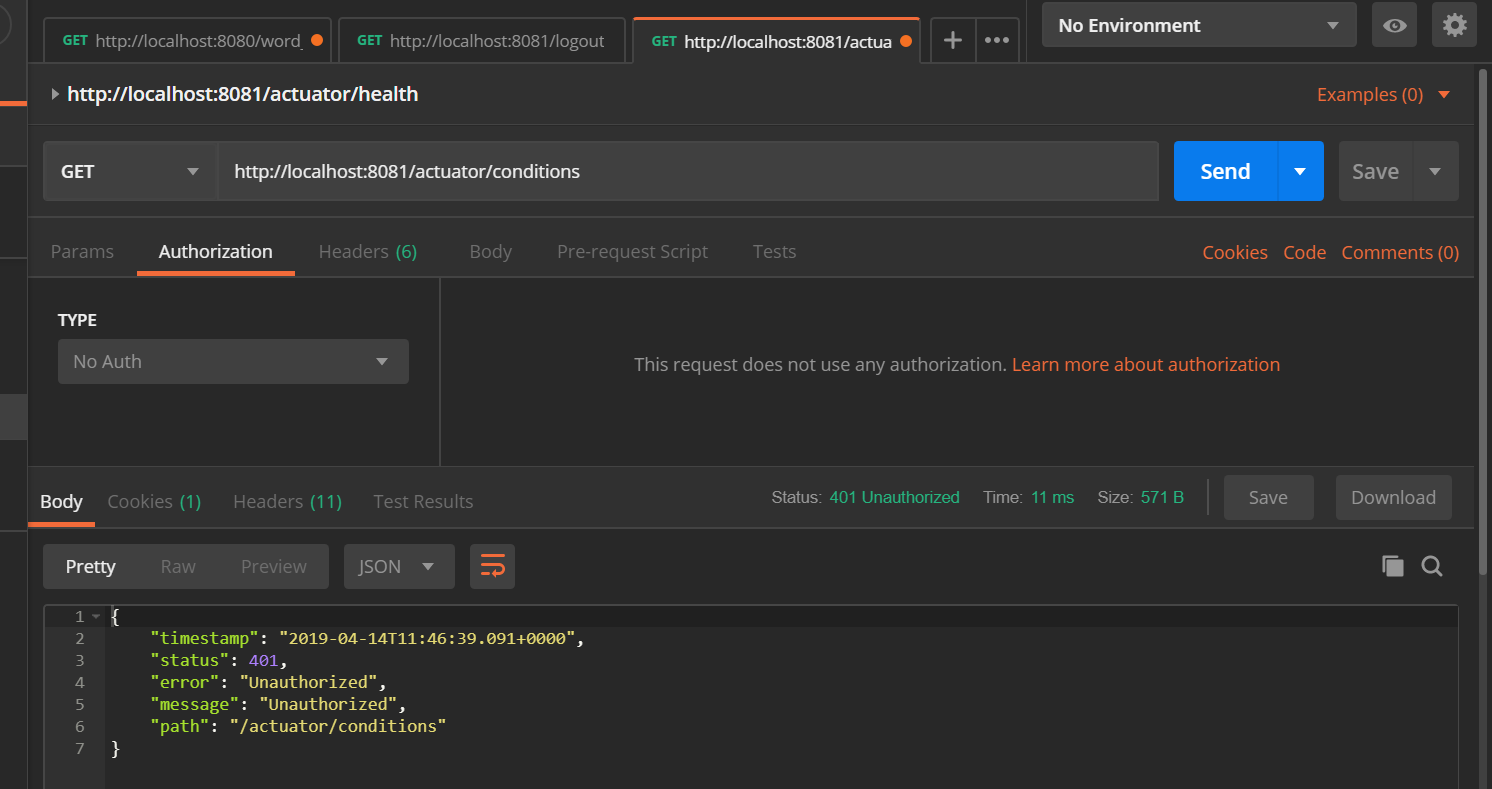 GET http://localhost:8080/word_
GET http://localhost:8081/logout
GET http://localhost:8081/actua
No Environment
http://localhost:8081/actuator/health
Examples (0)
GET
http://localhost:8081/actuator/conditions
Send
Save
Params
Authorization
Headers (6)
Body
Pre-request Script
Tests
Cookies
Code
Comments (0)
TYPE
No Auth
This request does not use any authorization. Learn more about authorization
Body
Cookies (1)
Headers (11)
Test Results
Status: 401 Unauthorized
Time: 11 ms
Size: 571 B
Save
Download
Pretty
Raw
Preview
JSON
1 {
2 "timestamp": "2019-04-14T11:46:39.091+0000",
3 "status": 401,
4 "error": "Unauthorized",
5 "message": "Unauthorized",
6 "path": "/actuator/conditions"
7 }